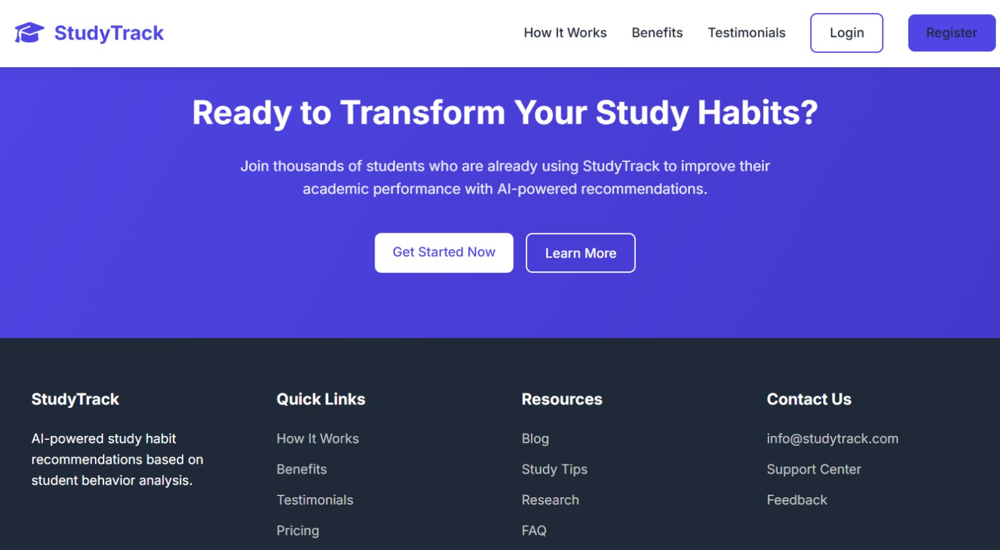 StudyTrack
How It Works
Benefits
Testimonials
Login
Register
Ready to Transform Your Study Habits?
Join thousands of students who are already using StudyTrack to improve their
academic performance with AI-powered recommendations.
Get Started Now
Learn More
StudyTrack
AI-powered study habit
recommendations based on
student behavior analysis.
Quick Links
How It Works
Benefits
Testimonials
Pricing
Resources
Blog
Study Tips
Research
FAQ
Contact Us
info@studytrack.com
Support Center
Feedback